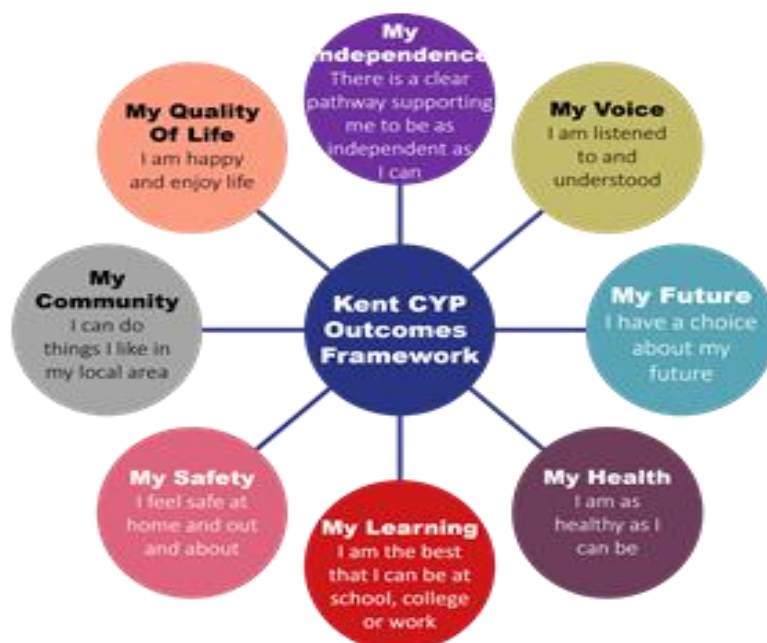 My
Independence
There is a clear
pathway supporting
me to be as
independent as
I can
My Voice
I am listened
to and
understood
My Future
I have a choice
about my
future
My Health
I am as
healthy as I
can be
My Learning
I am the best
that I can be at
school, college
or work
My Safety
I feel safe at
home and out
and about
My
Community
I can do
things I like in
my local area
My Quality
Of Life
I am happy
and enjoy life
Kent CYP
Outcomes
Framework